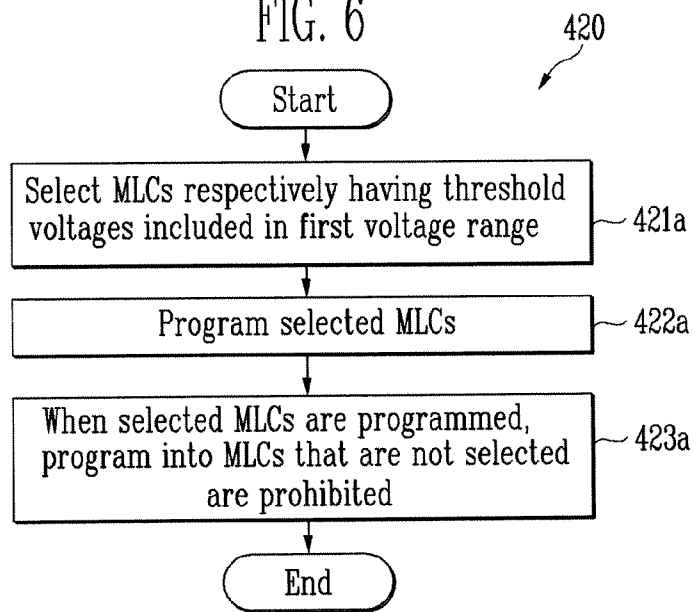 FIG. 6
420
Start
Select MLCs respectively having threshold
voltages included in first voltage range
421a
Program selected MLCs
422a
When selected MLCs are programmed,
program into MLCs that are not selected
are prohibited
423a
End